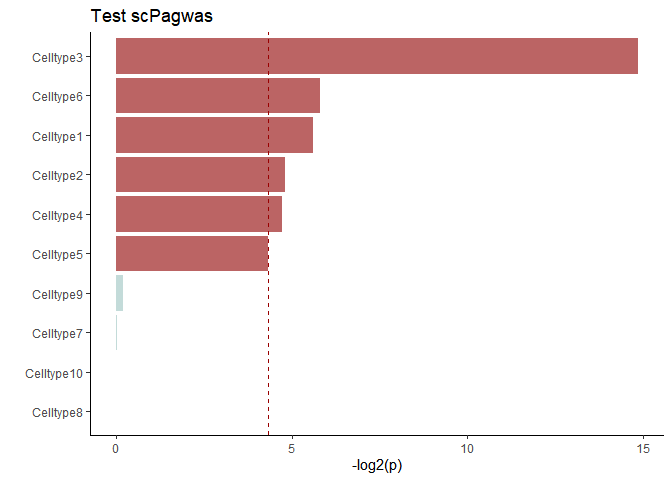 Test scPagwas
Celltype3
Celltype6
Celltype1
Celltype2
Celltype4
Celltype5
Celltype9
Celltype7
Celltype10
Celltype8
0 5 10 15
-log2(p)